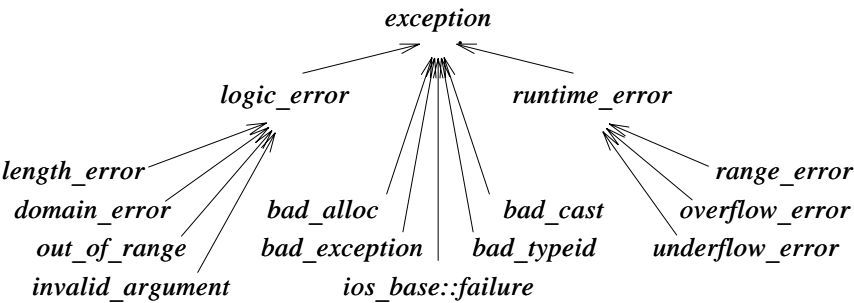 exception
logic_error runtime_error
length_error range_error
domain_error bad_alloc bad_cast overflow_error
out_of_range bad_exception bad_typeid underflow_error
invalid_argument ios_base::failure